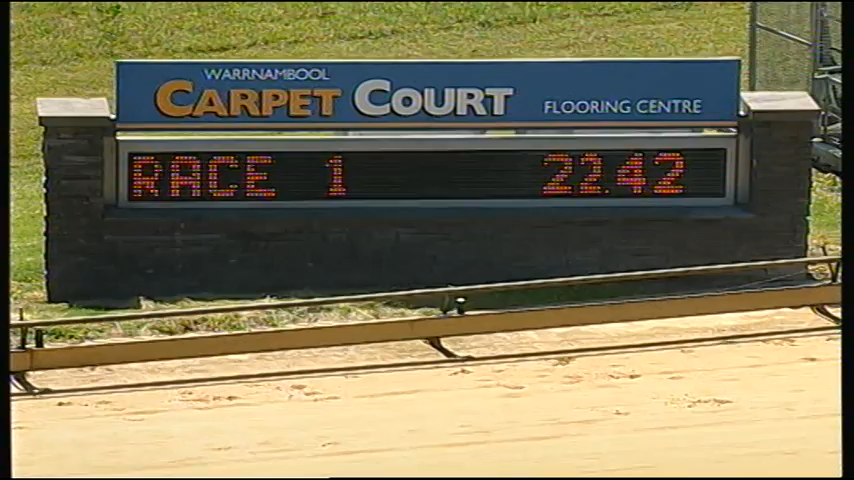 WARRNAMBOOL
CARPET COURT FLOORING CENTRE
RACE 1 22.42